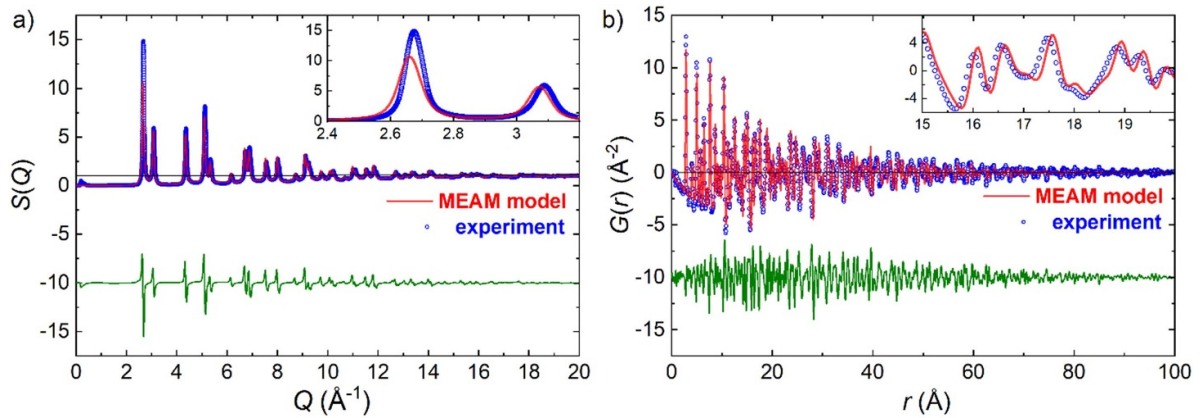 a)
15
10
5
0
-5
-10
-15
S(Q)
0 2 4 6 8 10 12 14 16 18 20
Q (Å⁻¹)
15
10
5
0
2.4 2.6 2.8 3
MEAM model
experiment
b)
15
10
5
0
-5
-10
-15
G(r) (Å⁻²)
0 20 40 60 80 100
r (Å)
4
0
-4
15 16 17 18 19
MEAM model
experiment